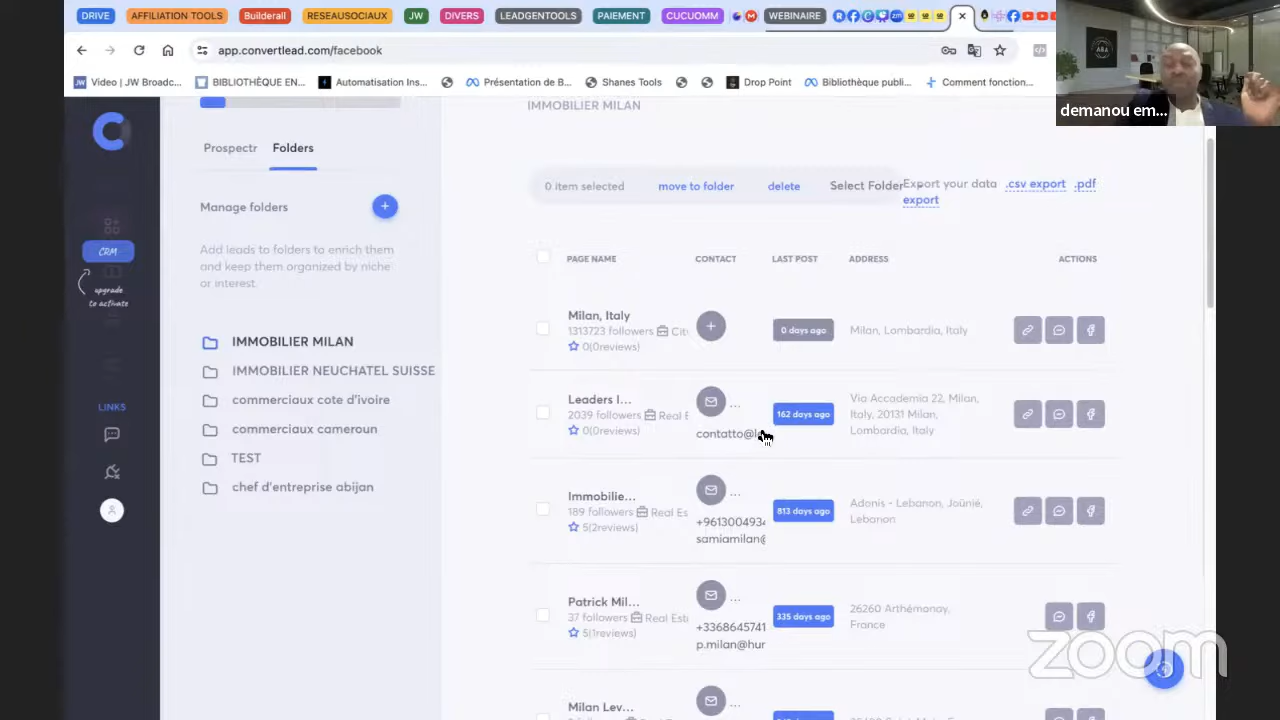 DRIVE AFFILIATION TOOLS Builderall RESEAUSOCIAUX JW DIVERS LEADGENTOOLS PAIEMENT CUCUOMM WEBINAIRE
app.convertlead.com/facebook
Video | JW Broadc... BIBLIOTHÈQUE EN... Automatisation Ins... Présentation de B... Shanes Tools Drop Point Bibliothèque publi... Comment fonction...
demanou em...
IMMOBILIER MILAN
Prospectr Folders
0 item selected move to folder delete Select Folder
Export your data .csv export .pdf
export
Manage folders
Add leads to folders to enrich them
and keep them organized by niche
or interest.
CRM
upgrade
to activate
LINKS
IMMOBILIER MILAN
IMMOBILIER NEUCHATEL SUISSE
commerciaux cote d'ivoire
commerciaux cameroun
TEST
chef d'entreprise abijan
PAGE NAME CONTACT LAST POST ADDRESS ACTIONS
Milan, Italy
1313723 followers City
0(0reviews)
0 days ago
Milan, Lombardia, Italy
Leaders I...
2039 followers Real E
0(0reviews)
...
contatto@l
162 days ago
Via Accademia 22, Milan,
Italy, 20131 Milan,
Lombardia, Italy
Immobilie...
189 followers Real Es
5(2reviews)
...
+9613004934
samiamilan@
813 days ago
Adonis - Lebanon, Joünié,
Lebanon
Patrick Mil...
37 followers Real Esta
5(1reviews)
...
+3368645741
p.milan@hur
335 days ago
26260 Arthémonay,
France
Milan Lev...
...
zoom